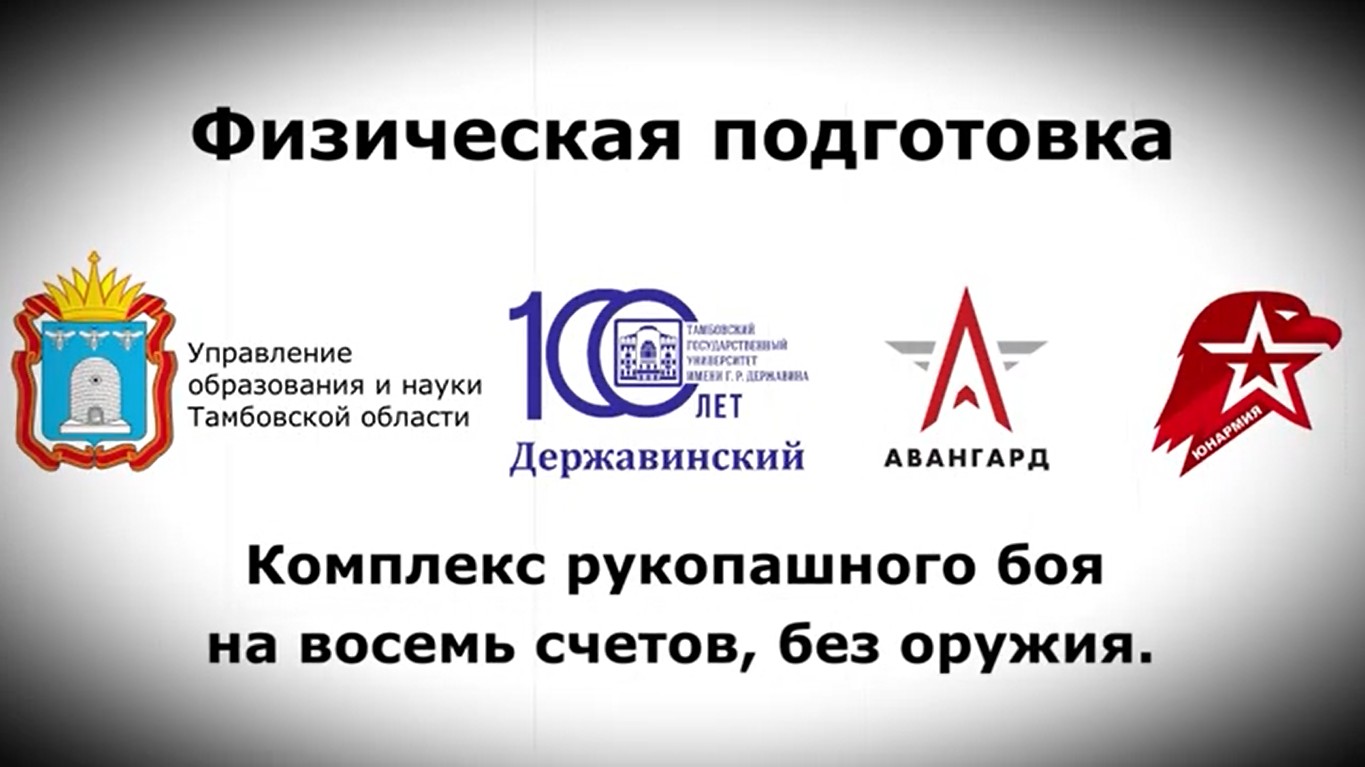 Физическая подготовка
Управление
образования и науки
Тамбовской области
100
ТАМБОВСКИЙ
ГОСУДАРСТВЕННЫЙ
УНИВЕРСИТЕТ
ИМЕНИ Г. Р. ДЕРЖАВИНА
ЛЕТ
Державинский
АВАНГАРД
ЮНАРМИЯ
Комплекс рукопашного боя
на восемь счетов, без оружия.